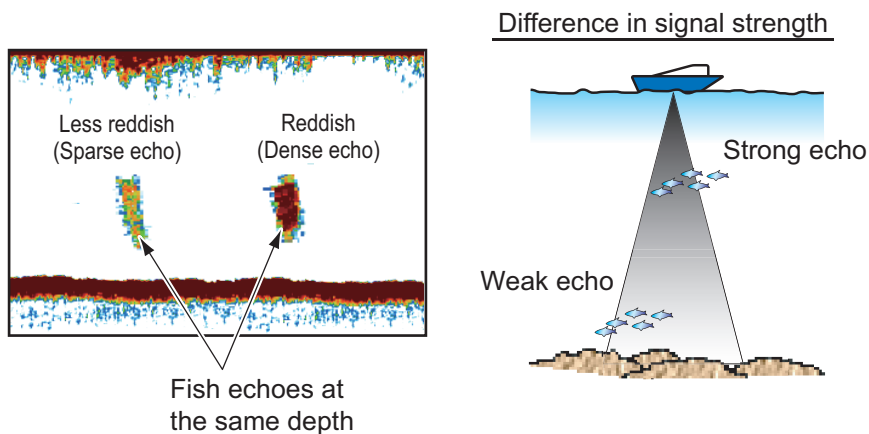 Less reddish
(Sparse echo)
Reddish
(Dense echo)
Fish echoes at
the same depth
Difference in signal strength
Strong echo
Weak echo